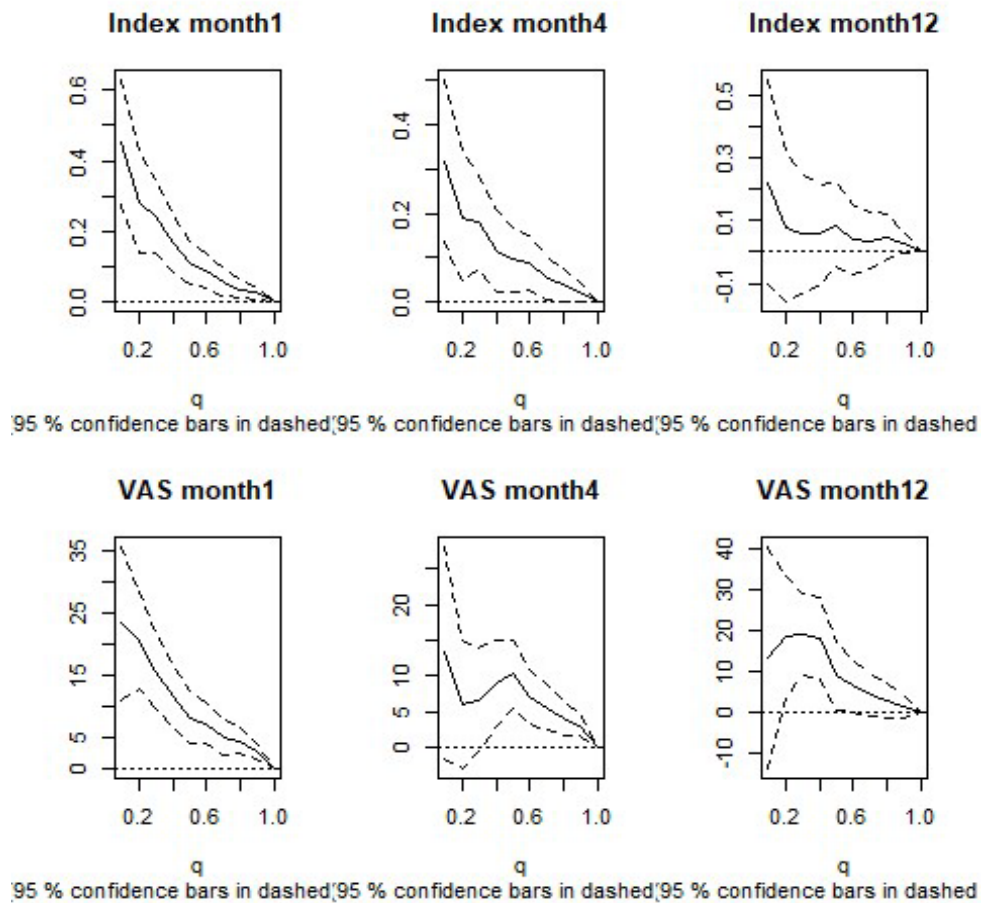 Index month1 Index month4 Index month12
0.6 0.4 0.2 0.0
0.2 0.6 1.0
q
(95 % confidence bars in dashed
0.4 0.2 0.0
0.2 0.6 1.0
q
(95 % confidence bars in dashed
0.5 0.3 0.1 -0.1
0.2 0.6 1.0
q
(95 % confidence bars in dashed
VAS month1 VAS month4 VAS month12
35 25 15 5 0
0.2 0.6 1.0
q
(95 % confidence bars in dashed
20 10 5 0
0.2 0.6 1.0
q
(95 % confidence bars in dashed
40 30 20 10 0 -10
0.2 0.6 1.0
q
(95 % confidence bars in dashed